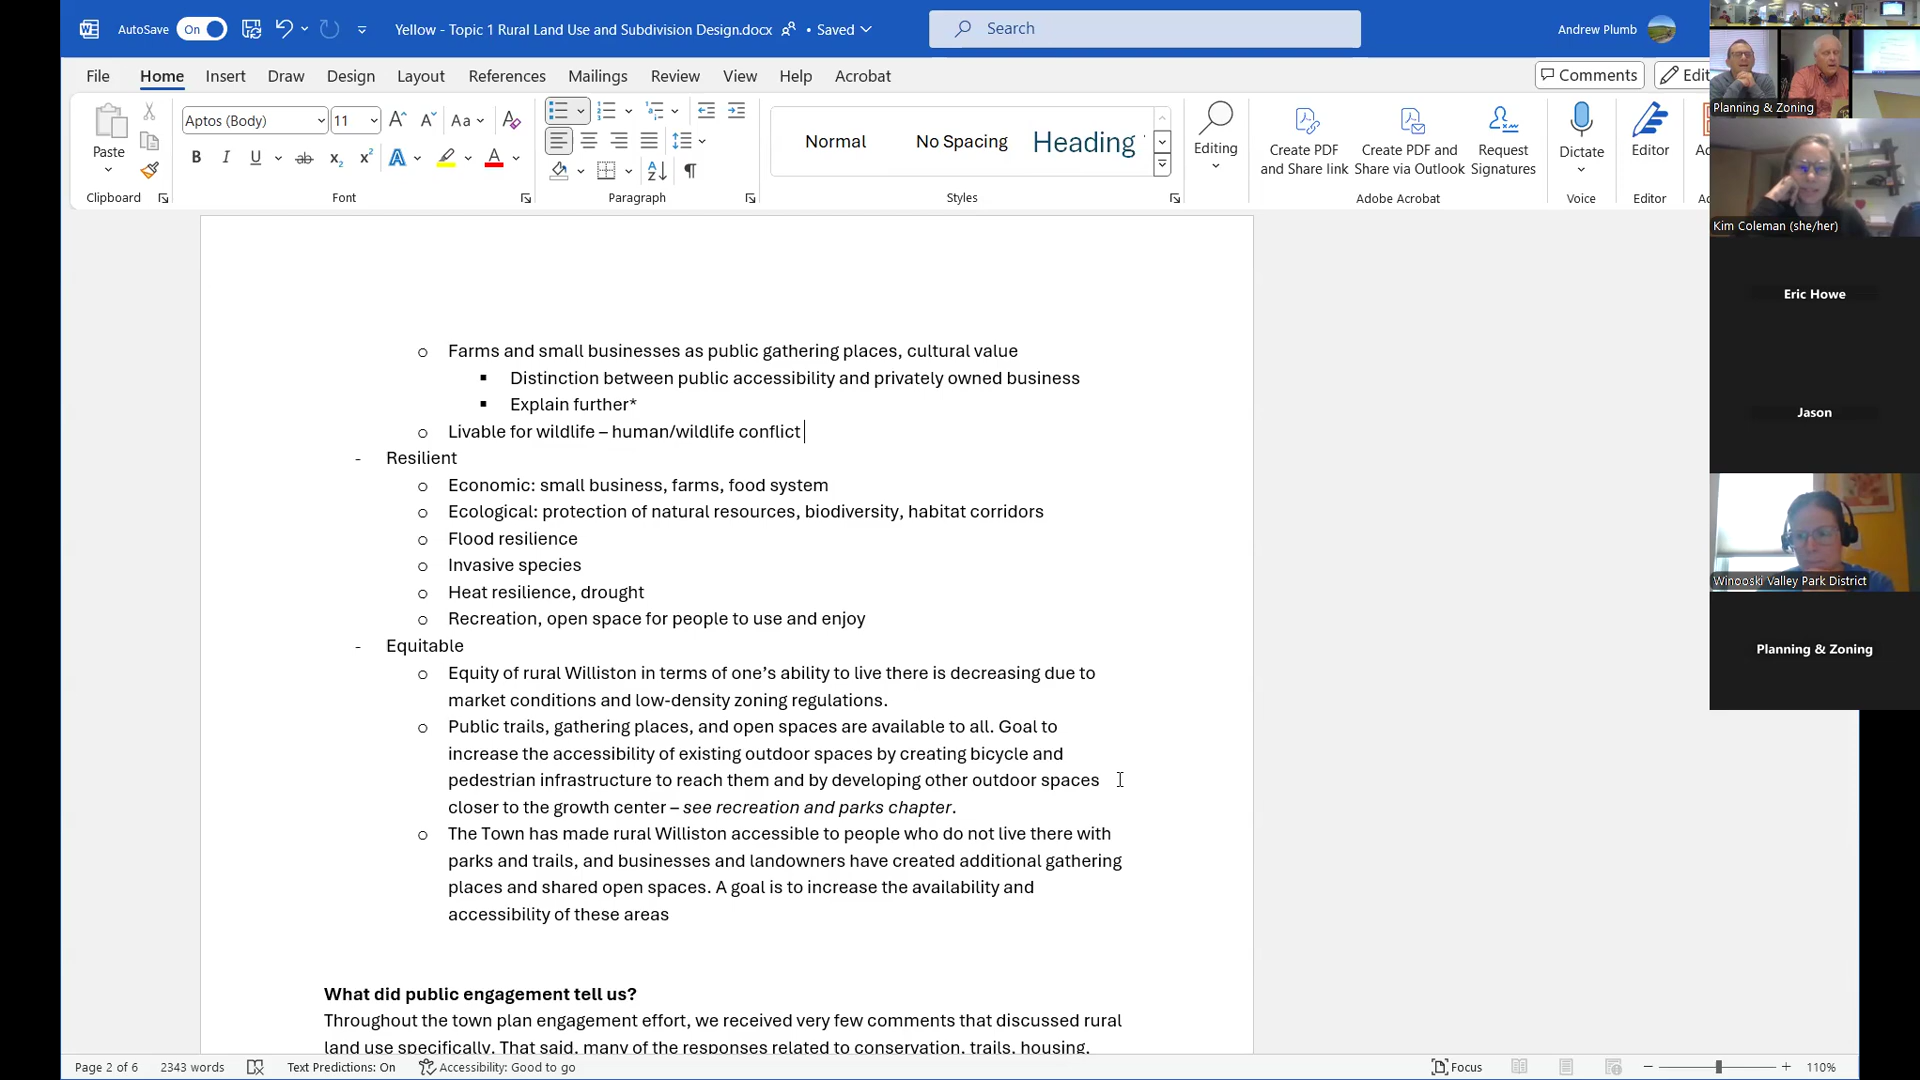 AutoSave On Yellow - Topic 1 Rural Land Use and Subdivision Design.docx • Saved Search Andrew Plumb
File Home Insert Draw Design Layout References Mailings Review View Help Acrobat Comments Edi
Aptos (Body) 11
Paste
Normal No Spacing Heading
Editing
Create PDF and Share link
Create PDF and Share via Outlook
Request Signatures
Dictate
Editor
Clipboard Font Paragraph Styles Adobe Acrobat Voice Editor
Planning & Zoning
Kim Coleman (she/her)
Eric Howe
Jason
Winooski Valley Park District
Planning & Zoning
o Farms and small businesses as public gathering places, cultural value
▪ Distinction between public accessibility and privately owned business
▪ Explain further*
o Livable for wildlife – human/wildlife conflict
- Resilient
o Economic: small business, farms, food system
o Ecological: protection of natural resources, biodiversity, habitat corridors
o Flood resilience
o Invasive species
o Heat resilience, drought
o Recreation, open space for people to use and enjoy
- Equitable
o Equity of rural Williston in terms of one’s ability to live there is decreasing due to
market conditions and low-density zoning regulations.
o Public trails, gathering places, and open spaces are available to all. Goal to
increase the accessibility of existing outdoor spaces by creating bicycle and
pedestrian infrastructure to reach them and by developing other outdoor spaces
closer to the growth center – see recreation and parks chapter.
o The Town has made rural Williston accessible to people who do not live there with
parks and trails, and businesses and landowners have created additional gathering
places and shared open spaces. A goal is to increase the availability and
accessibility of these areas
What did public engagement tell us?
Throughout the town plan engagement effort, we received very few comments that discussed rural
land use specifically. That said, many of the responses related to conservation, trails, housing,
Page 2 of 6 2343 words Text Predictions: On Accessibility: Good to go Focus 110%